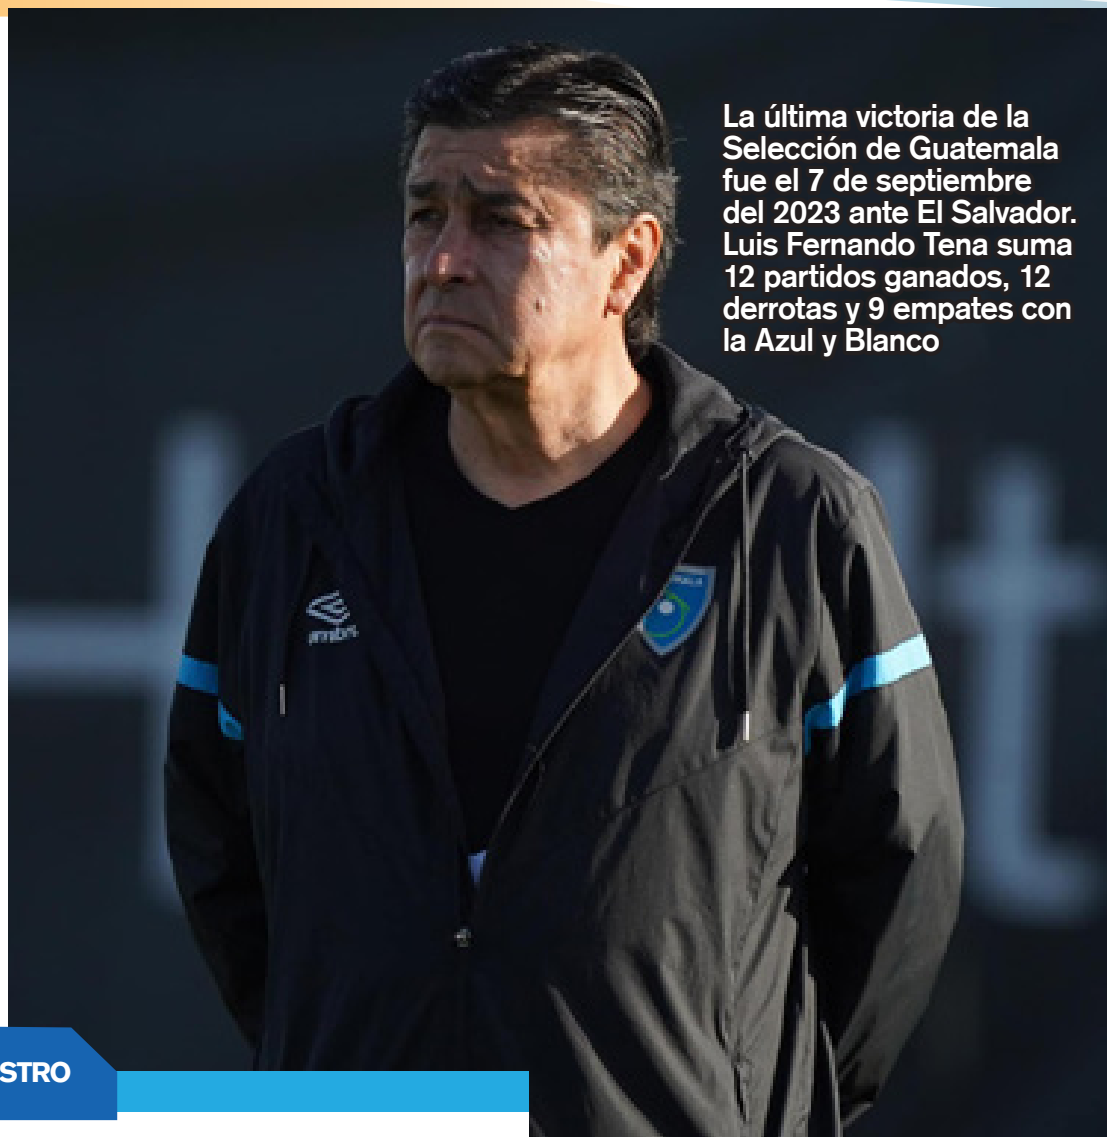 La última victoria de la
Selección de Guatemala
fue el 7 de septiembre
del 2023 ante El Salvador.
Luis Fernando Tena suma
12 partidos ganados, 12
derrotas y 9 empates con
la Azul y Blanco
STRO